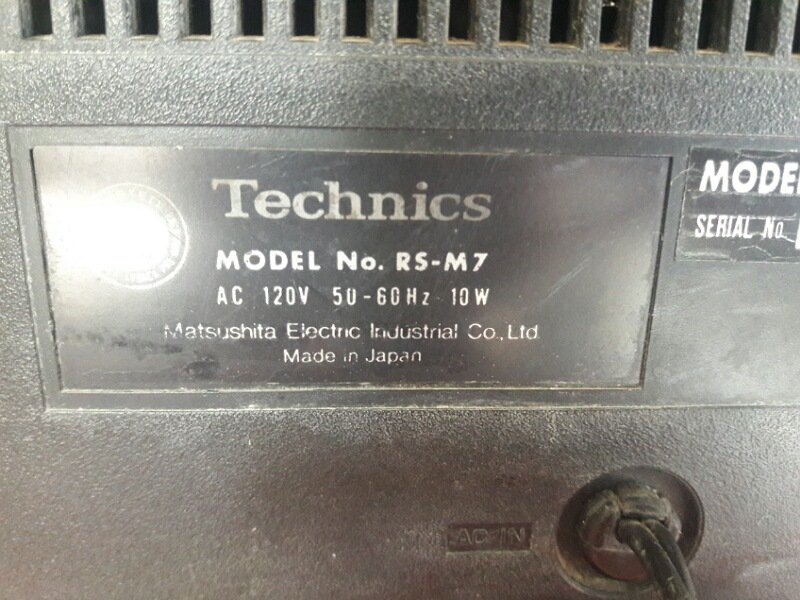 Technics
MODEL No. RS-M7
AC 120V 50-60Hz 10W
Matsushita Electric Industrial Co., Ltd.
Made in Japan
MODE
SERIAL No.
AC IN